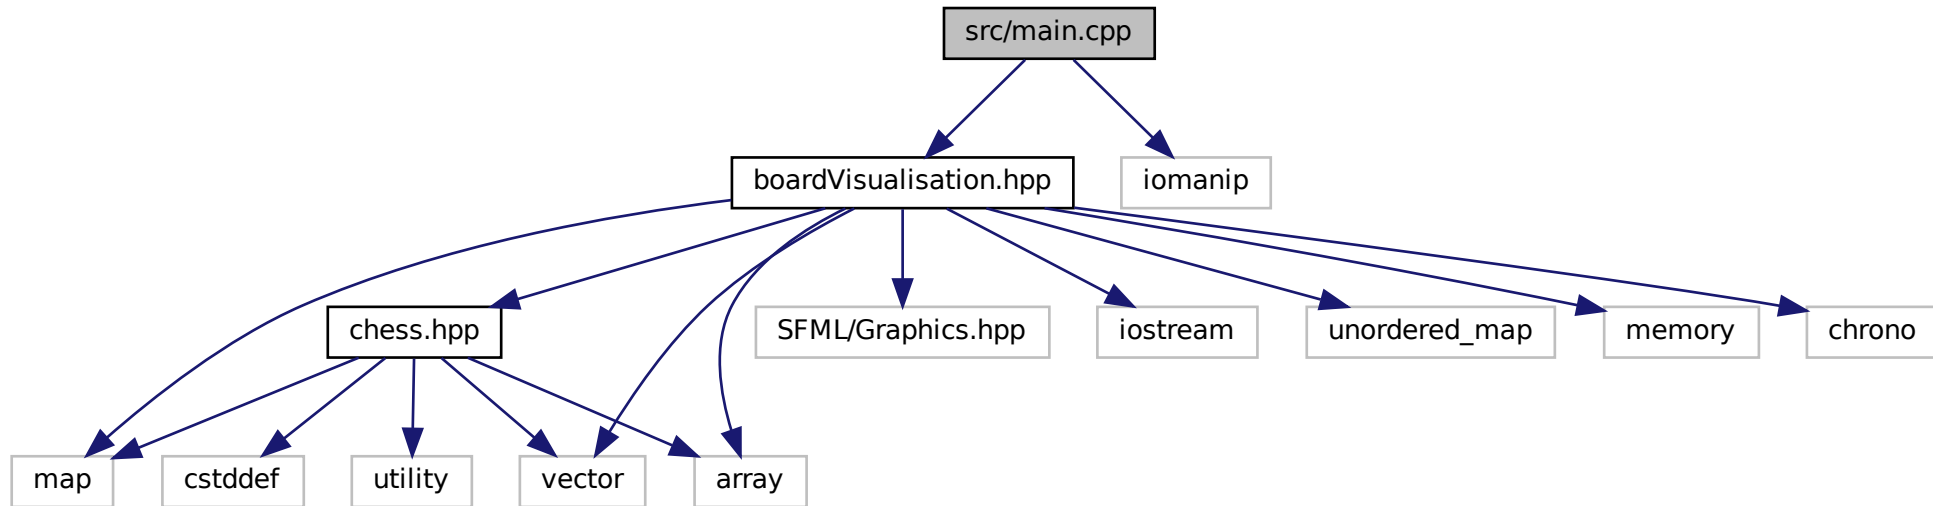 src/main.cpp
boardVisualisation.hpp
iomanip
chess.hpp
SFML/Graphics.hpp
iostream
unordered_map
memory
chrono
map
cstddef
utility
vector
array